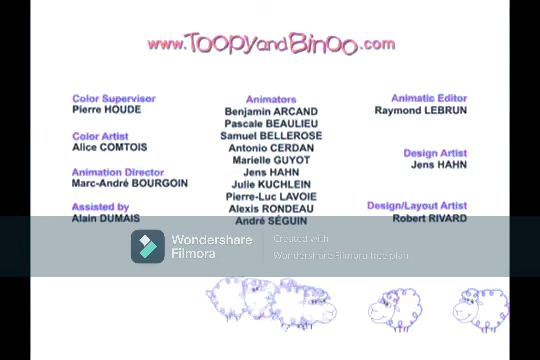 www.ToopyandBinoo.com
Color Supervisor
Pierre HOUDE
Color Artist
Alice COMTOIS
Animation Director
Marc-André BOURGOIN
Assisted by
Alain DUMAIS
Animators
Benjamin ARCAND
Pascale BEAULIEU
Samuel BELLEROSE
Antonio CERDAN
Marielle GUYOT
Jens HAHN
Julie KUCHLEIN
Pierre-Luc LAVOIE
Alexis RONDEAU
André SÉGUIN
Animatic Editor
Raymond LEBRUN
Design Artist
Jens HAHN
Design/Layout Artist
Robert RIVARD
Wondershare
Filmora
Created with
Wondershare Filmora free plan